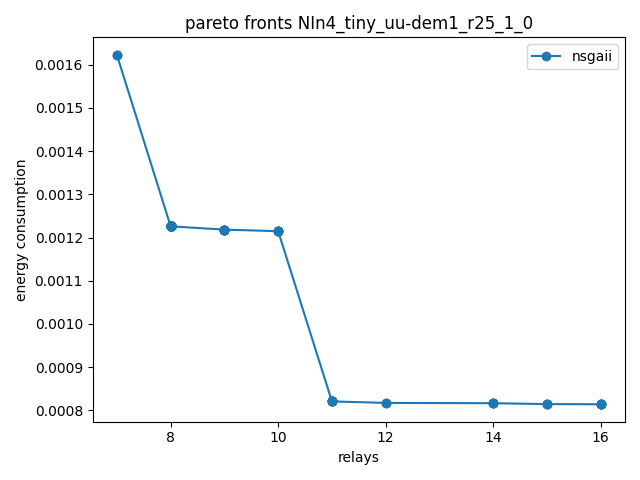 pareto fronts NIn4_tiny_uu-dem1_r25_1_0
nsgaii
energy consumption
0.0016
0.0015
0.0014
0.0013
0.0012
0.0011
0.0010
0.0009
0.0008
8 10 12 14 16
relays